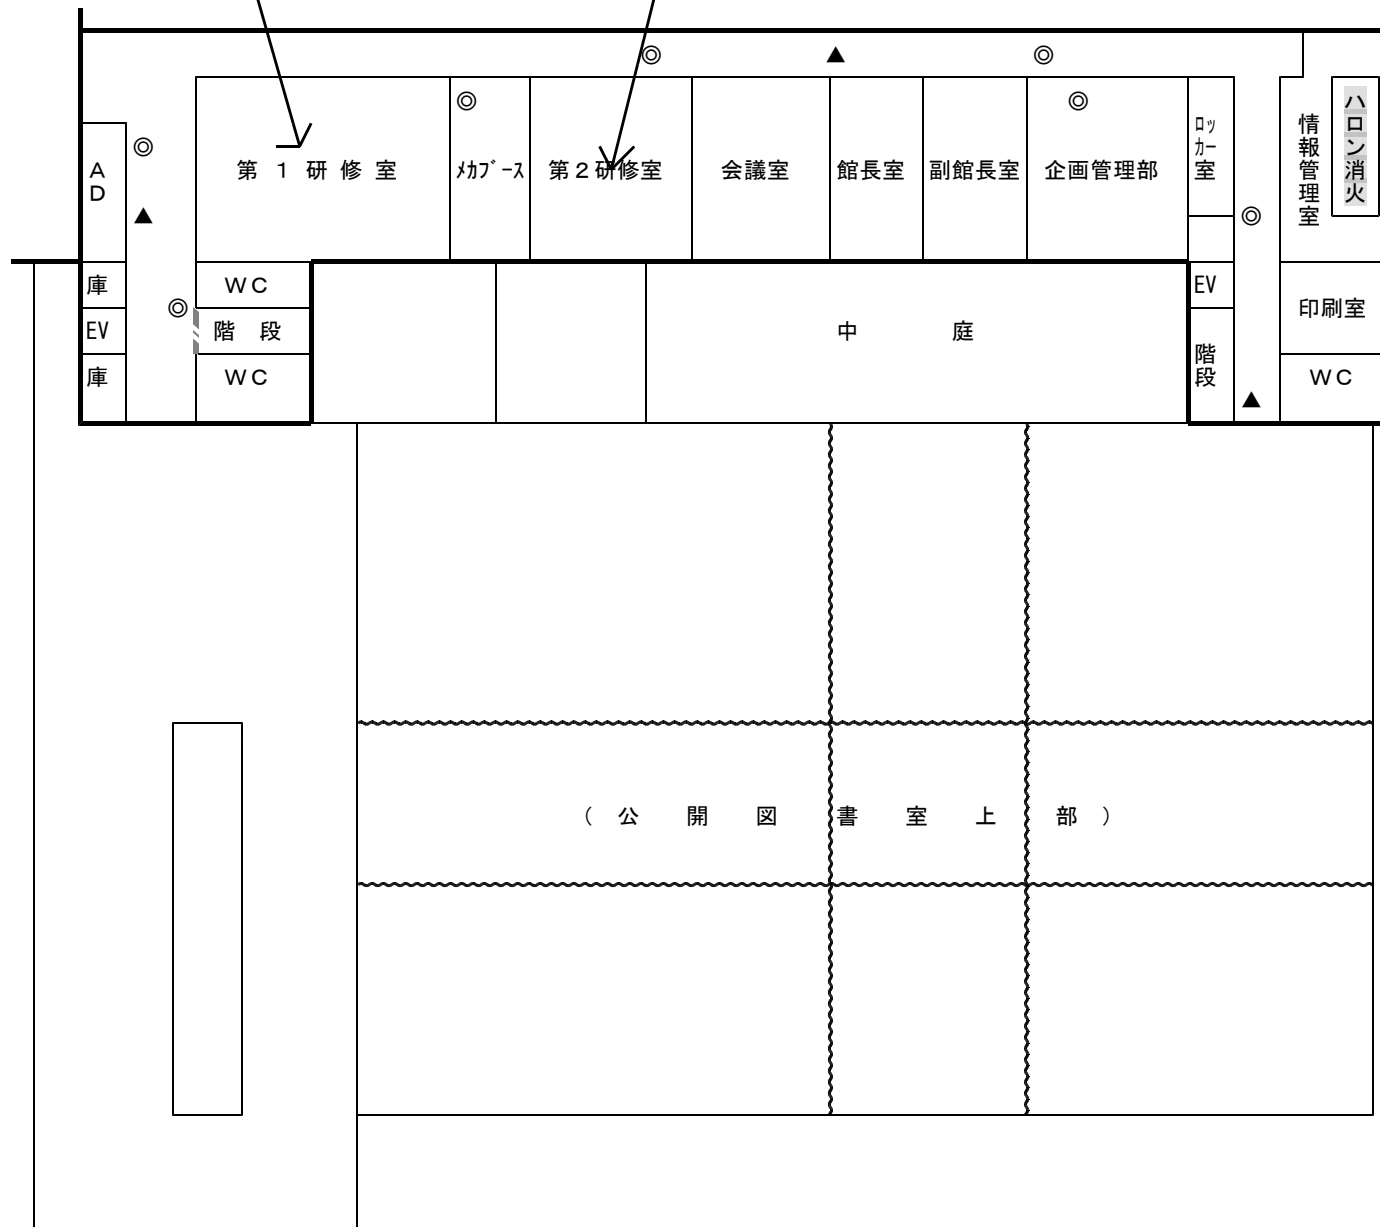 ◎ ▲ ◎
ＡＤ
◎
▲
◎
第 １ 研 修 室
◎
ﾒｶﾌﾞｰｽ
第２研修室
会議室
館長室
副館長室
◎
企画管理部
ﾛｯｶｰ室
◎
情報管理室
ハロン消火
庫
EV
庫
ＷＣ
階 段
ＷＣ
中 庭
EV
階段
▲
印刷室
ＷＣ
（ 公 開 図 書 室 上 部 ）